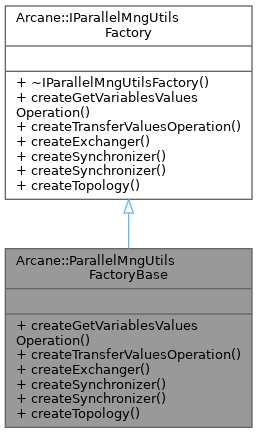 Arcane::IParallelMngUtils
Factory
+ ~IParallelMngUtilsFactory()
+ createGetVariablesValues
Operation()
+ createTransferValuesOperation()
+ createExchanger()
+ createSynchronizer()
+ createSynchronizer()
+ createTopology()
Arcane::ParallelMngUtils
FactoryBase
+ createGetVariablesValues
Operation()
+ createTransferValuesOperation()
+ createExchanger()
+ createSynchronizer()
+ createSynchronizer()
+ createTopology()